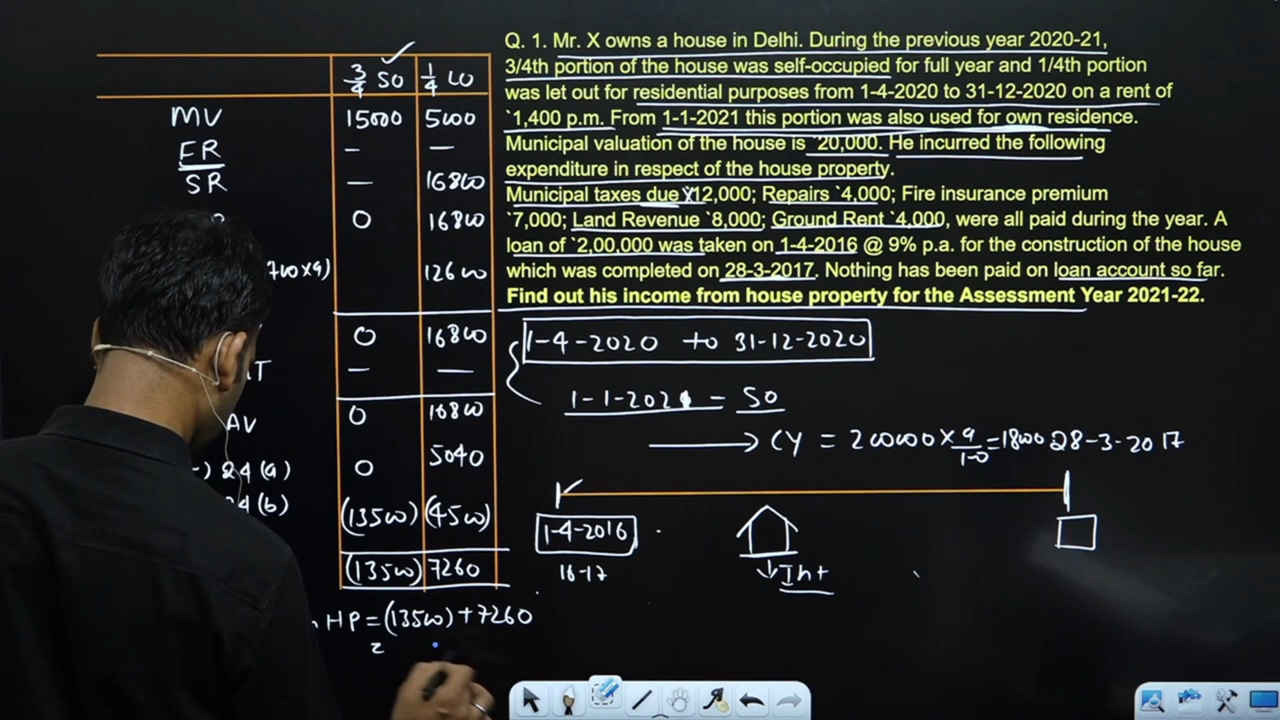 Q. 1. Mr. X owns a house in Delhi. During the previous year 2020-21,
3/4th portion of the house was self-occupied for full year and 1/4th portion
was let out for residential purposes from 1-4-2020 to 31-12-2020 on a rent of
`1,400 p.m. From 1-1-2021 this portion was also used for own residence.
Municipal valuation of the house is `20,000. He incurred the following
expenditure in respect of the house property.
Municipal taxes due `12,000; Repairs `4,000; Fire insurance premium
`7,000; Land Revenue `8,000; Ground Rent `4,000, were all paid during the year. A
loan of `2,00,000 was taken on 1-4-2016 @ 9% p.a. for the construction of the house
which was completed on 28-3-2017. Nothing has been paid on loan account so far.
Find out his income from house property for the Assessment Year 2021-22.
3/4 SO 1/4 LO
MV 15000 5000
FR — —
SR — 16800
0 16800
700x9) 12600
0 16800
T — —
AV 0 16800
-) 24(a) 0 5040
4(b) (13500) (4500)
(13500) 7260
HP = (13500) + 7260
=
1-4-2020 to 31-12-2020
1-1-2021 = SO
→ CY = 200000 × 9/100 = 18000 28-3-2017
1-4-2016
16-17
↓ Int